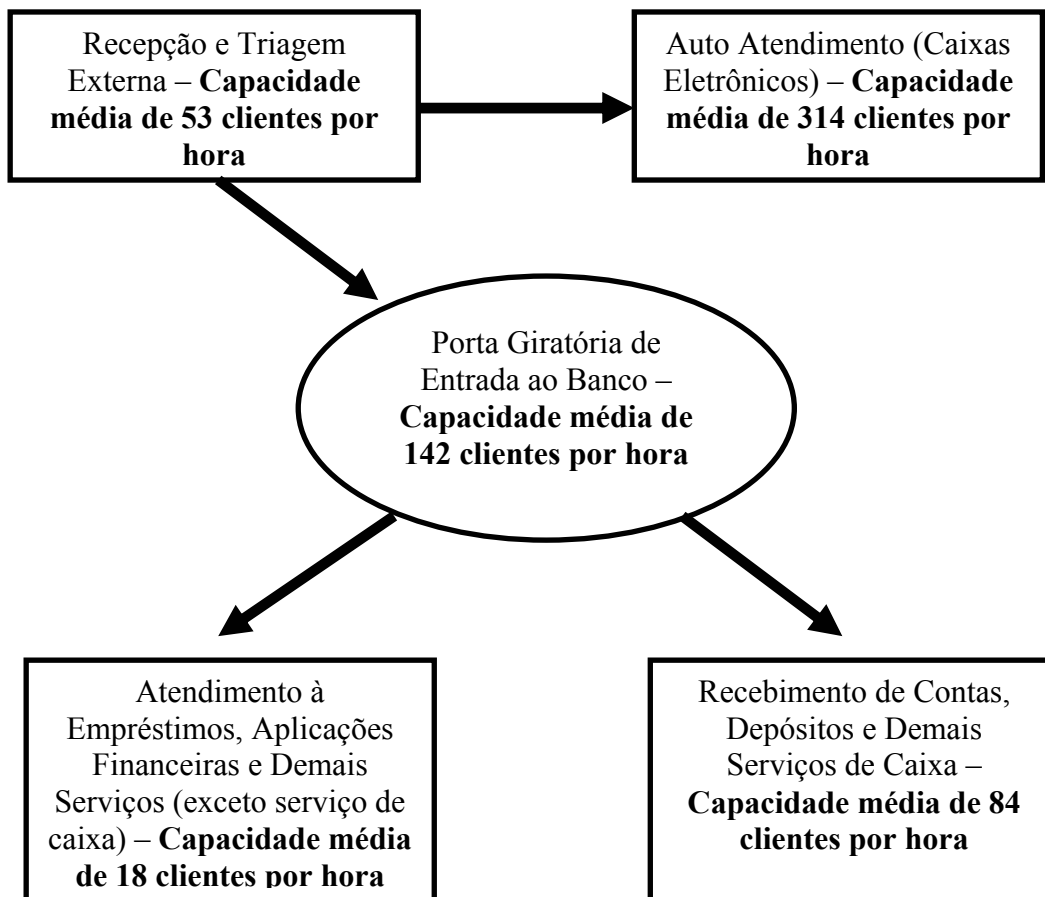 Recepção e Triagem
Externa – Capacidade
média de 53 clientes por
hora
Auto Atendimento (Caixas
Eletrônicos) – Capacidade
média de 314 clientes por
hora
Porta Giratória de
Entrada ao Banco –
Capacidade média de
142 clientes por hora
Atendimento à
Empréstimos, Aplicações
Financeiras e Demais
Serviços (exceto serviço de
caixa) – Capacidade média
de 18 clientes por hora
Recebimento de Contas,
Depósitos e Demais
Serviços de Caixa –
Capacidade média de 84
clientes por hora